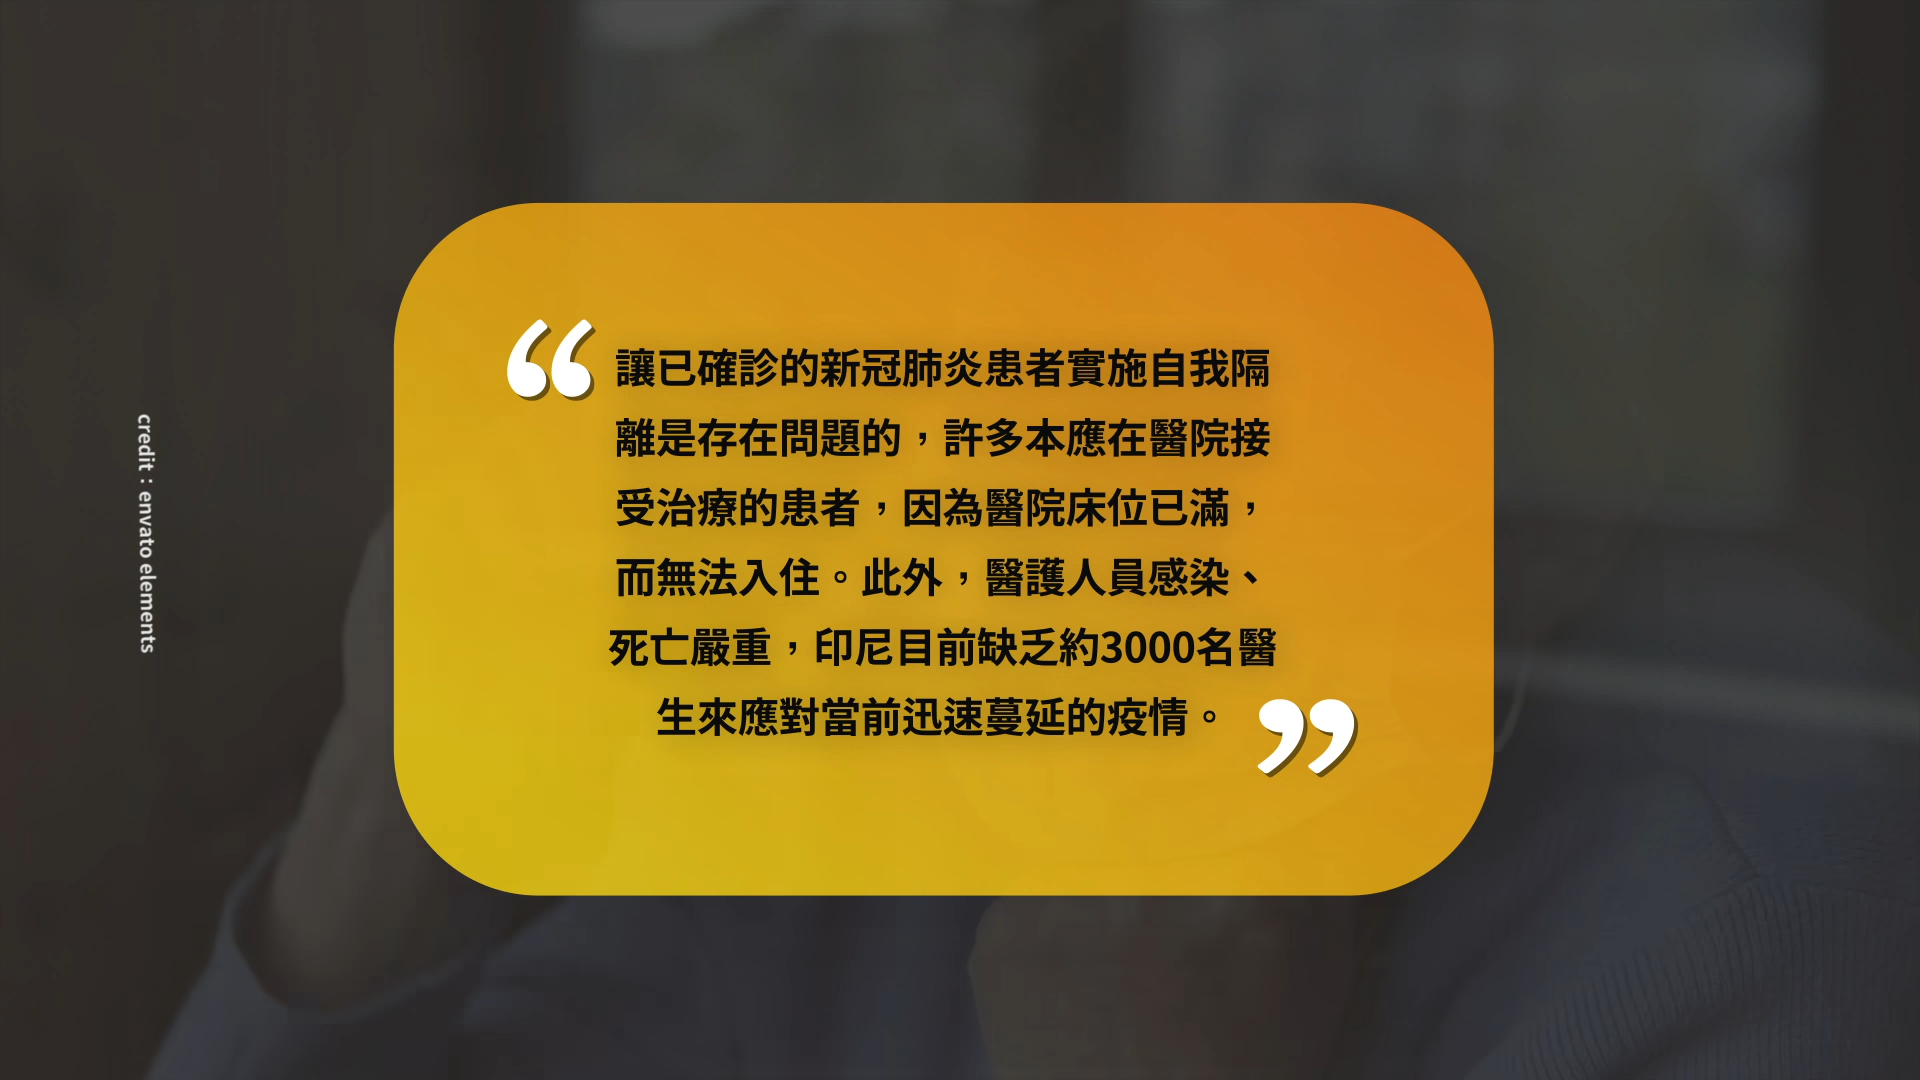 credit : envato elements
“讓已確診的新冠肺炎患者實施自我隔
離是存在問題的，許多本應在醫院接
受治療的患者，因為醫院床位已滿，
而無法入住。此外，醫護人員感染、
死亡嚴重，印尼目前缺乏約3000名醫
生來應對當前迅速蔓延的疫情。”